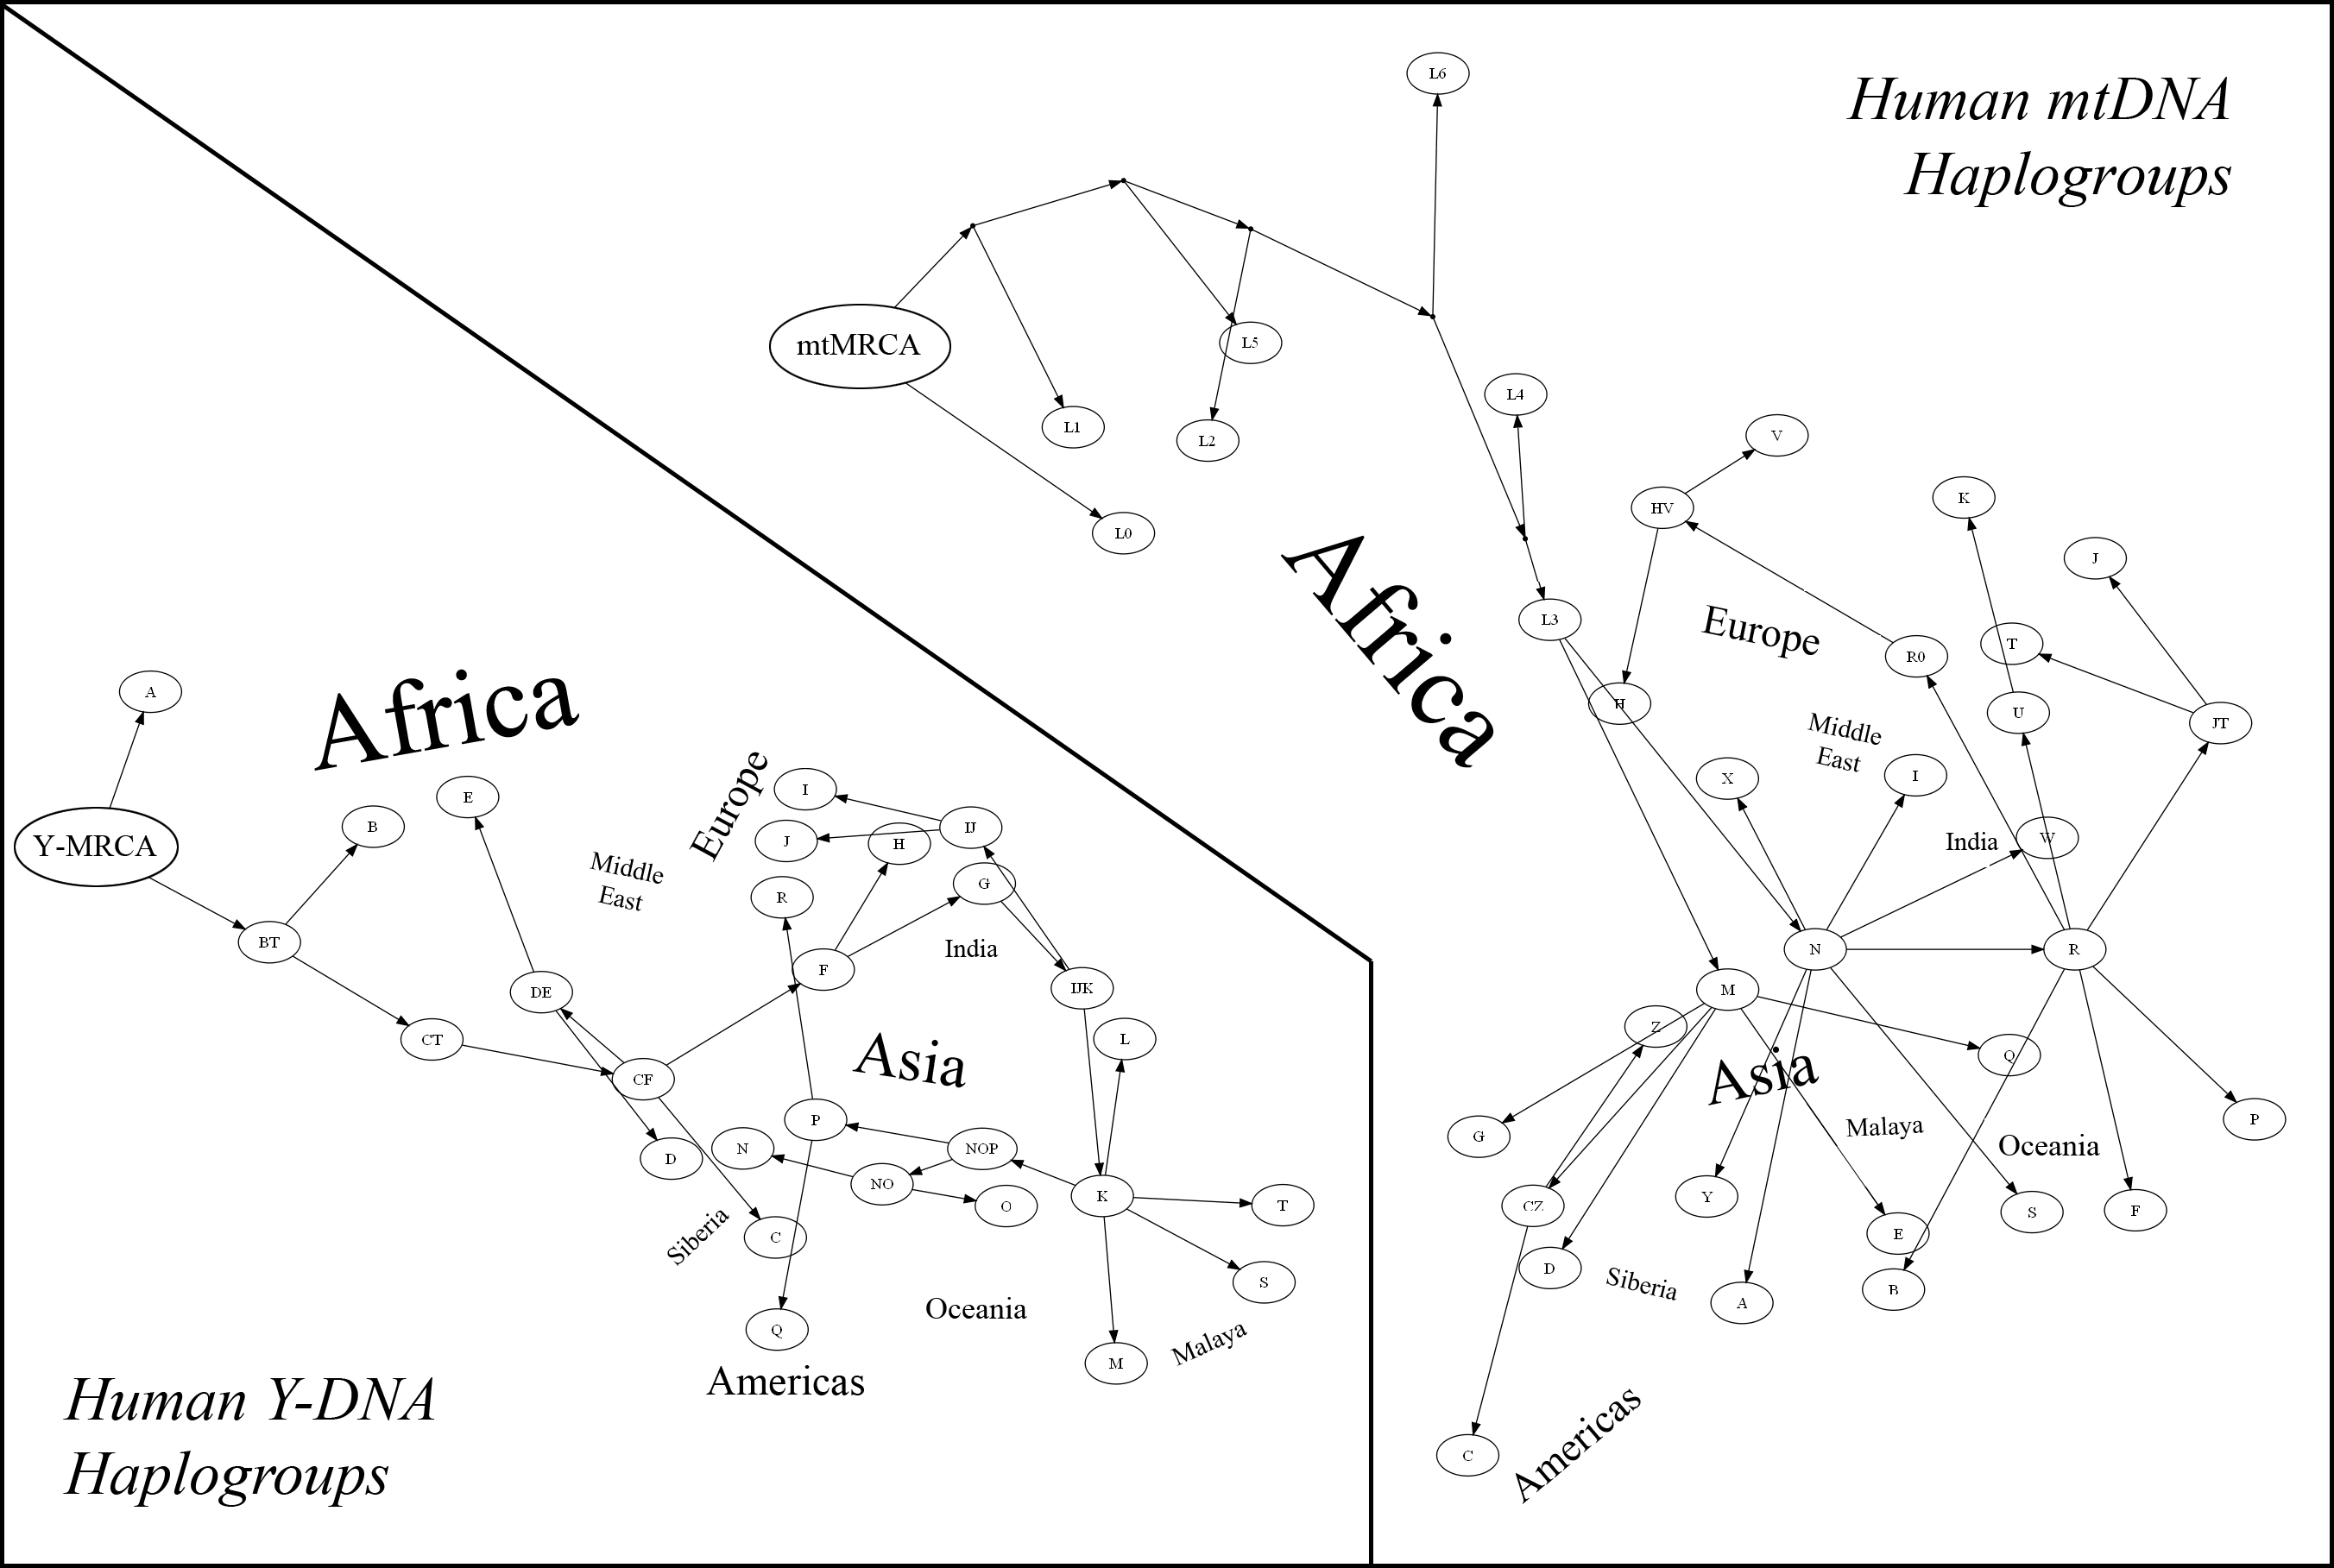 Human mtDNA
Haplogroups
L6
mtMRCA
L5
L4
L1
L2
V
L0
HV
K
J
Africa
L3
Europe
T
R0
H
U
JT
Middle
East
X
I
India
W
N
R
M
Z
Asia
Q
G
Malaya
Oceania
P
CZ
Y
S
F
E
D
Siberia
A
B
C
Americas
A
Africa
Y-MRCA
E
B
Europe
I
IJ
J
H
Middle
East
R
G
BT
India
F
DE
IJK
CT
L
Asia
CF
P
N
NOP
D
NO
O
K
T
Siberia
C
S
Oceania
Q
Malaya
M
Americas
Human Y-DNA
Haplogroups